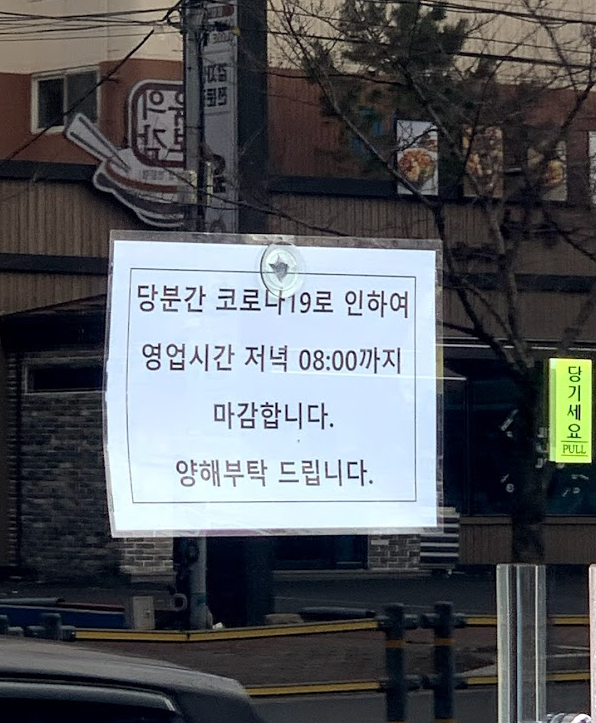 당분간 코로나19로 인하여
영업시간 저녁 08:00까지
마감합니다.
양해부탁 드립니다.
당기세요
PULL